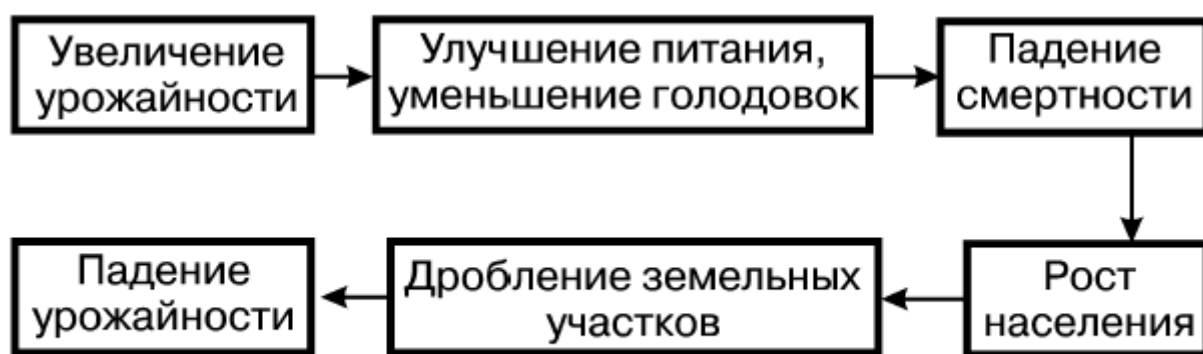 Увеличение
урожайности
Улучшение питания,
уменьшение голодовок
Падение
смертности
Рост
населения
Дробление земельных
участков
Падение
урожайности